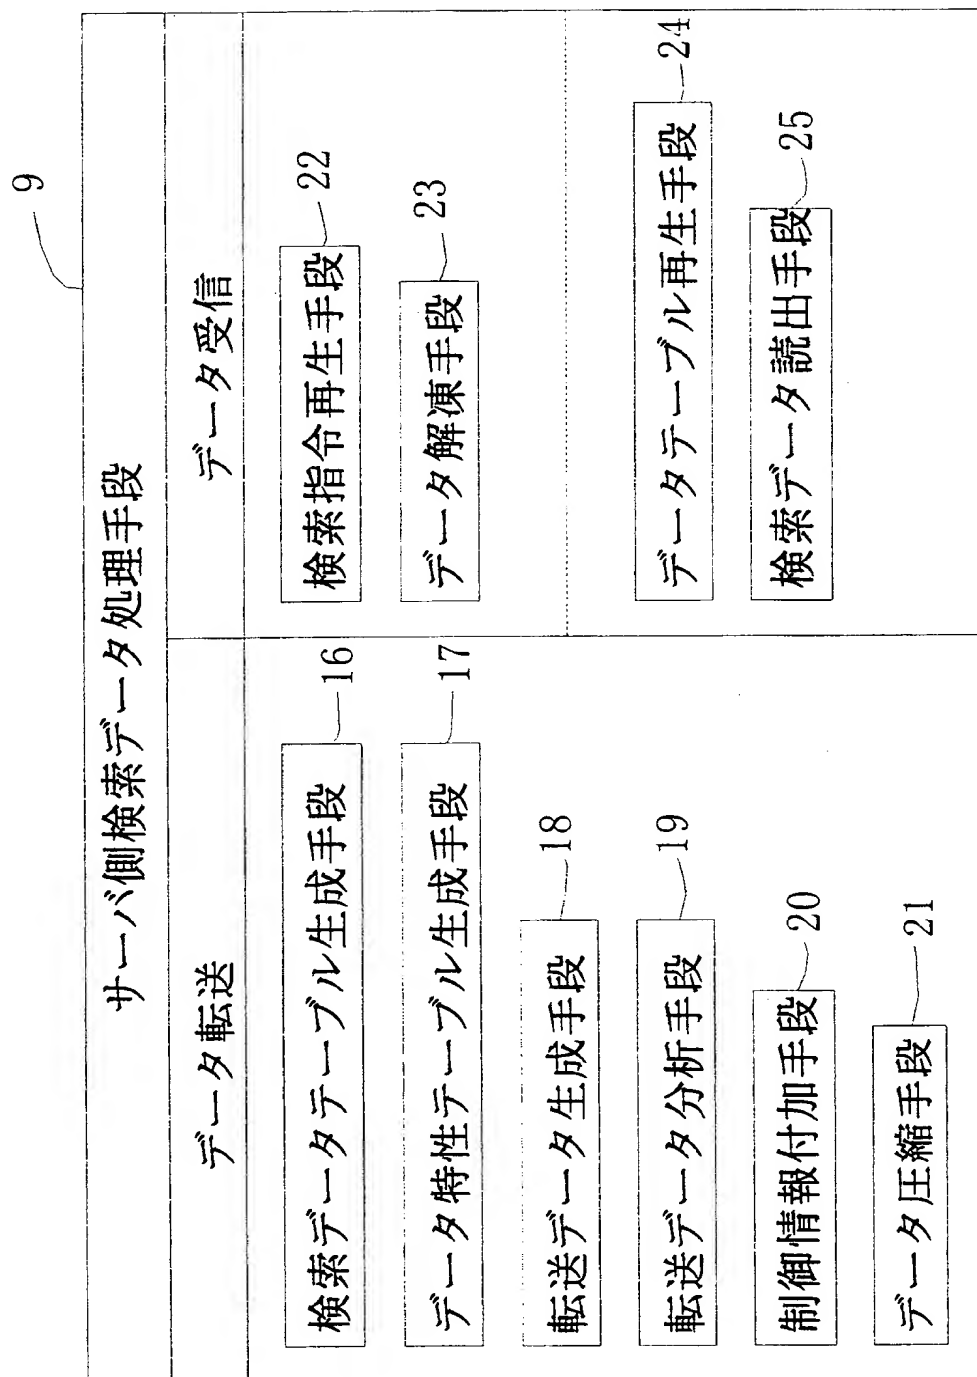 9
サーバ側検索データ処理手段
データ転送
検索データテーブル生成手段 16
データ特性テーブル生成手段 17
転送データ生成手段 18
転送データ分析手段 19
制御情報付加手段 20
データ圧縮手段 21
データ受信
検索指令再生手段 22
データ解凍手段 23
データテーブル再生手段 24
検索データ読出手段 25